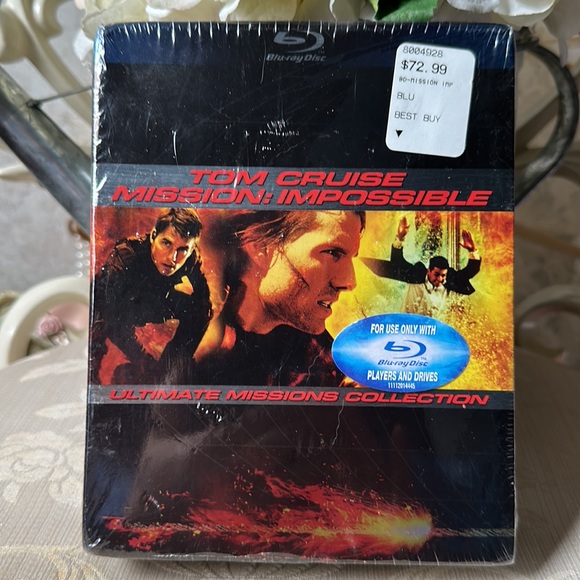 Blu-ray Disc
8004928
$72.99
BD-MISSION IMP
BLU
BEST BUY
TOM CRUISE
MISSION: IMPOSSIBLE
FOR USE ONLY WITH
Blu-ray Disc
PLAYERS AND DRIVES
11112814445
ULTIMATE MISSIONS COLLECTION